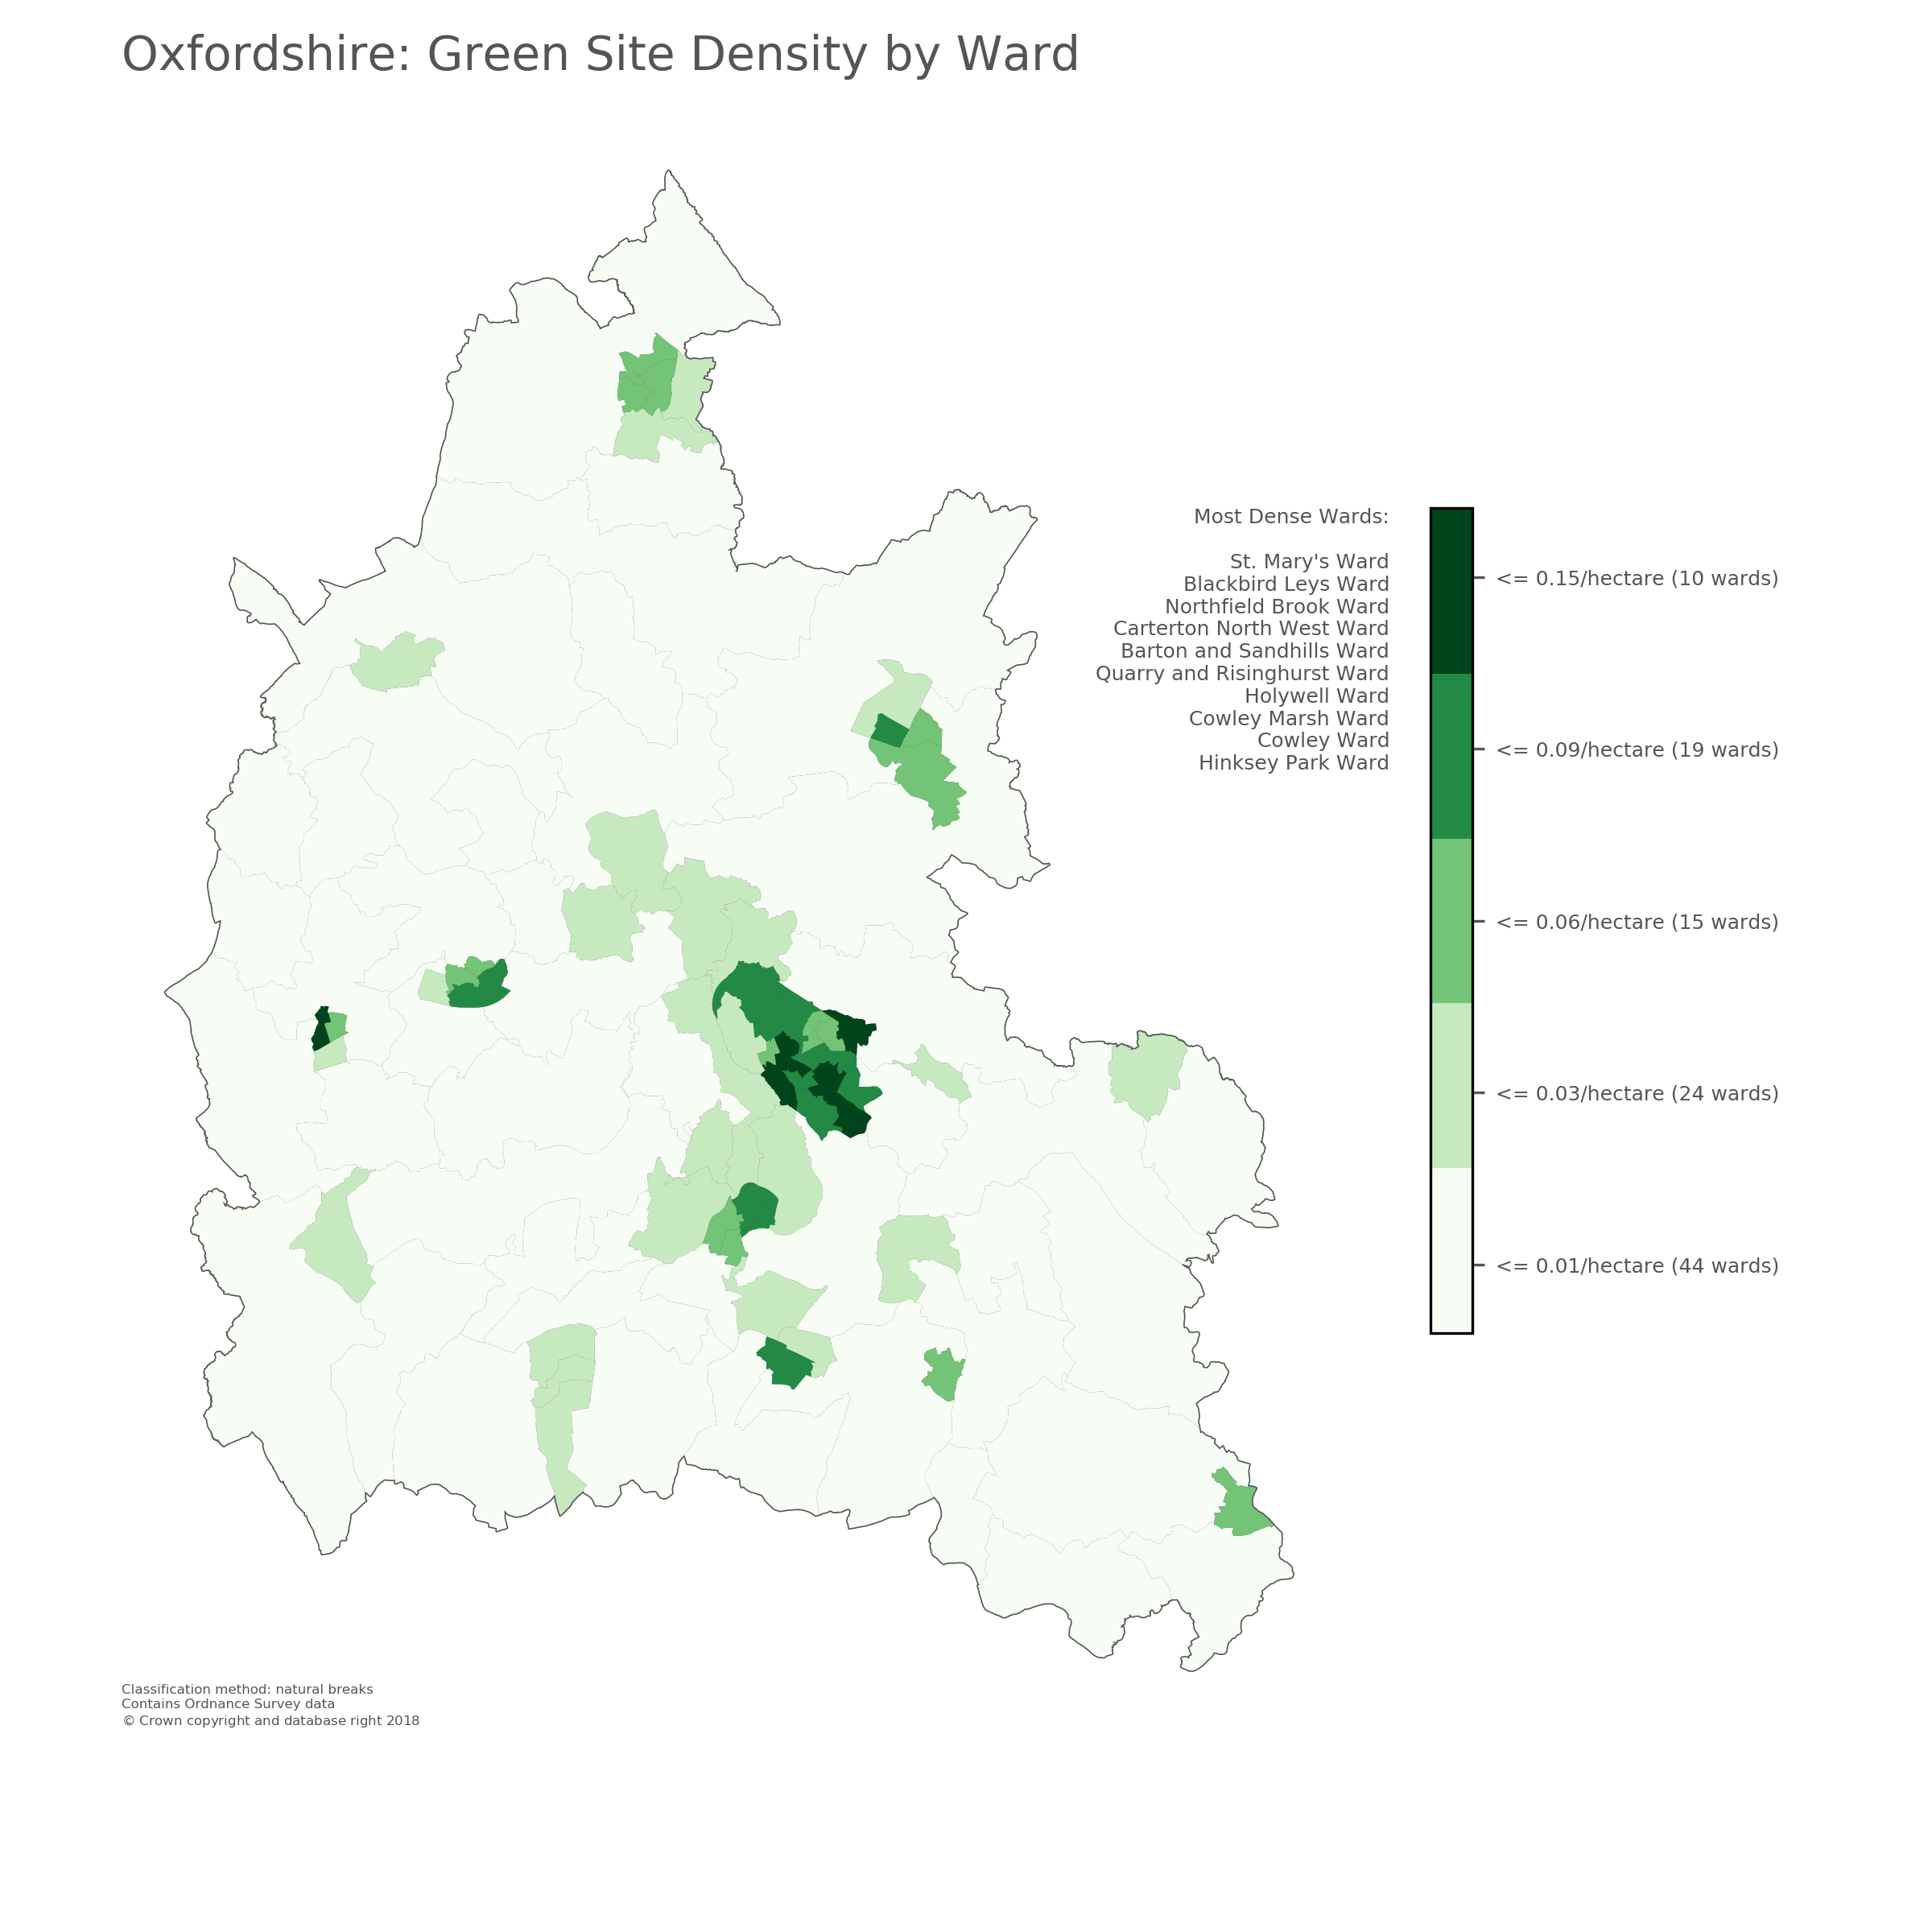 Oxfordshire: Green Site Density by Ward
Most Dense Wards:
St. Mary's Ward
Blackbird Leys Ward
Northfield Brook Ward
Carterton North West Ward
Barton and Sandhills Ward
Quarry and Risinghurst Ward
Holywell Ward
Cowley Marsh Ward
Cowley Ward
Hinksey Park Ward
<= 0.15/hectare (10 wards)
<= 0.09/hectare (19 wards)
<= 0.06/hectare (15 wards)
<= 0.03/hectare (24 wards)
<= 0.01/hectare (44 wards)
Classification method: natural breaks
Contains Ordnance Survey data
© Crown copyright and database right 2018